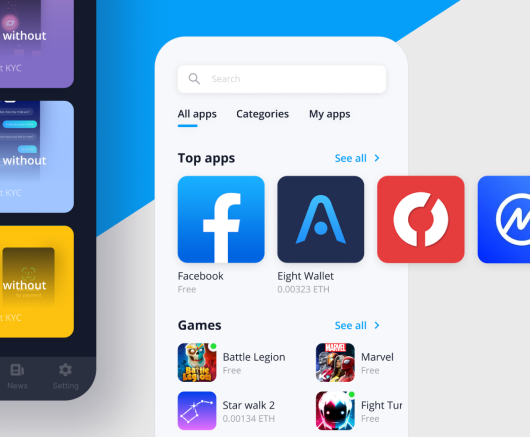 without
t KYC
without
t KYC
without
t KYC
News
Setting
Search
All apps
Categories
My apps
Top apps
See all
Facebook
Free
Eight Wallet
0.00323 ETH
Games
See all
Battle Legion
Free
MARVEL
Marvel
Free
Star walk 2
0.00134 ETH
Fight Tur
Free